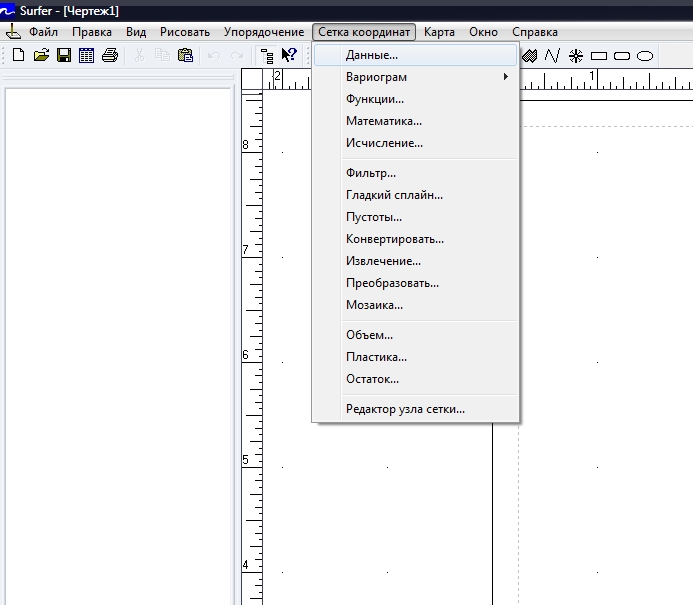 Surfer - [Чертеж1]
Файл Правка Вид Рисовать Упорядочение Сетка координат Карта Окно Справка
Данные...
Вариограм
Функции...
Математика...
Исчисление...
Фильтр...
Гладкий сплайн...
Пустоты...
Конвертировать...
Извлечение...
Преобразовать...
Мозаика...
Объем...
Пластика...
Остаток...
Редактор узла сетки...
2 1
8
7
6
5
4